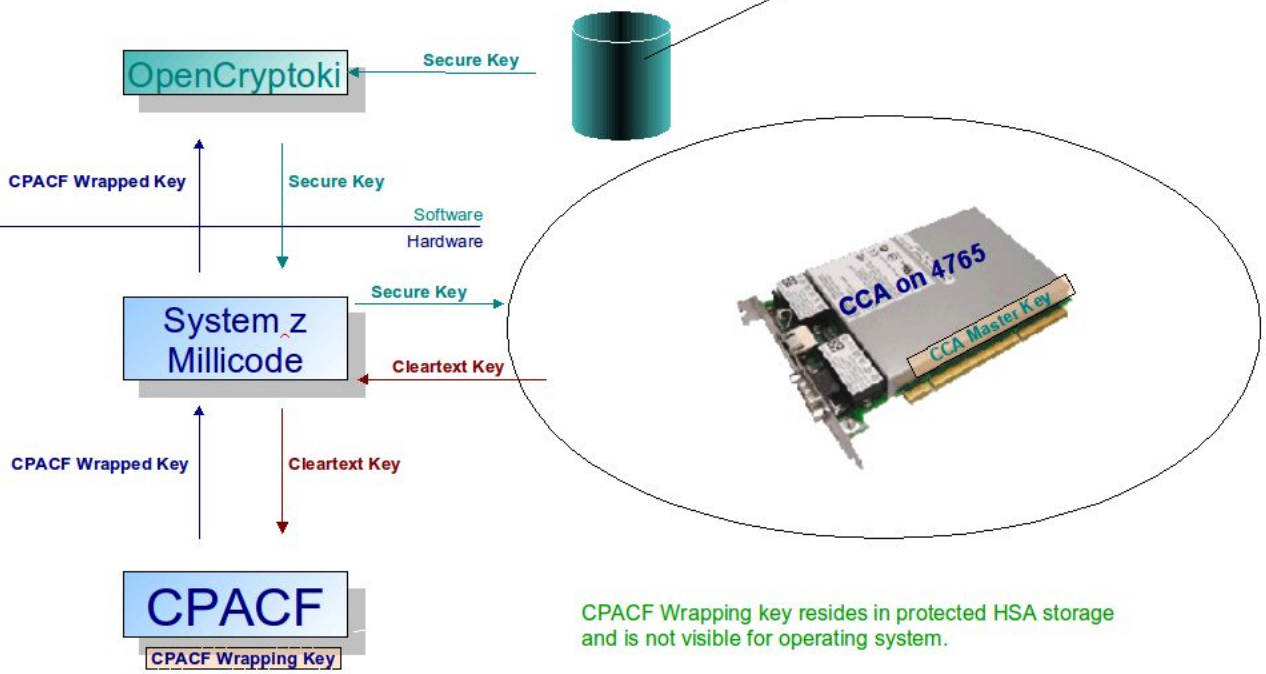 OpenCryptoki
Secure Key
CPACF Wrapped Key
Secure Key
Software
Hardware
System z
Millicode
Secure Key
Cleartext Key
CCA on 4765
CCA Master Key
CPACF Wrapped Key
Cleartext Key
CPACF
CPACF Wrapping Key
CPACF Wrapping key resides in protected HSA storage
and is not visible for operating system.